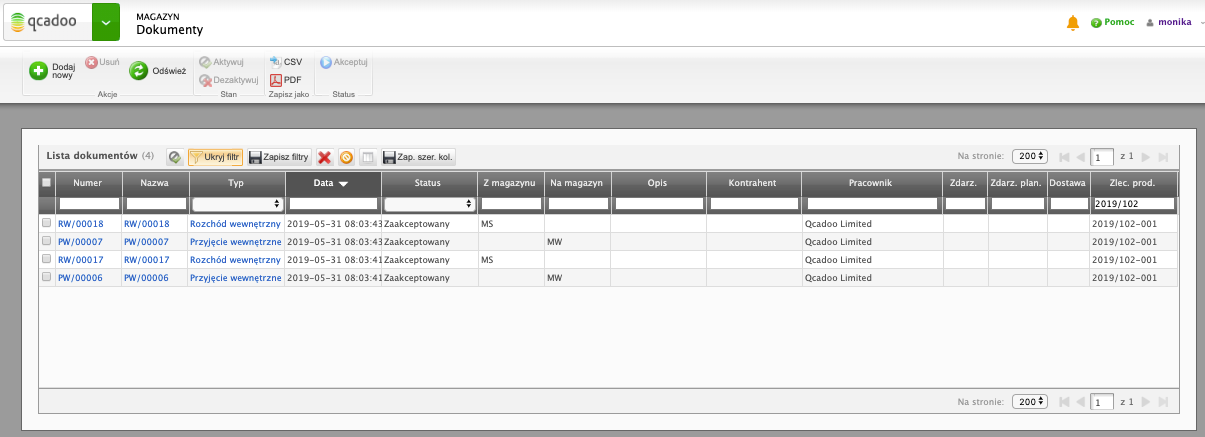 qcadoo
MAGAZYN
Dokumenty
Pomoc
monika
Dodaj nowy
Usuń
Odśwież
Akcje
Aktywuj
Dezaktywuj
Stan
CSV
PDF
Zapisz jako
Akceptuj
Status
Lista dokumentów (4) Ukryj filtr Zapisz filtry Zap. szer. kol. Na stronie: 200 1 z 1
Numer Nazwa Typ Data Status Z magazynu Na magazyn Opis Kontrahent Pracownik Zdarz. Zdarz. plan. Dostawa Zlec. prod.
2019/102
RW/00018 RW/00018 Rozchód wewnętrzny 2019-05-31 08:03:43 Zaakceptowany MS Qcadoo Limited 2019/102-001
PW/00007 PW/00007 Przyjęcie wewnętrzne 2019-05-31 08:03:43 Zaakceptowany MW Qcadoo Limited 2019/102-001
RW/00017 RW/00017 Rozchód wewnętrzny 2019-05-31 08:03:41 Zaakceptowany MS Qcadoo Limited 2019/102-001
PW/00006 PW/00006 Przyjęcie wewnętrzne 2019-05-31 08:03:41 Zaakceptowany MW Qcadoo Limited 2019/102-001
Na stronie: 200 1 z 1